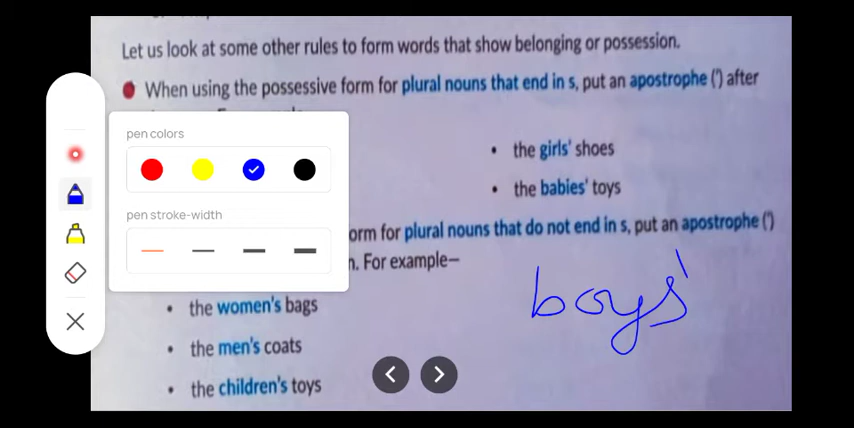 Let us look at some other rules to form words that show belonging or possession.
When using the possessive form for plural nouns that end in s, put an apostrophe (') after
pen colors
• the girls' shoes
• the babies' toys
pen stroke-width
orm for plural nouns that do not end in s, put an apostrophe (')
n. For example—
boys'
• the women's bags
• the men's coats
• the children's toys